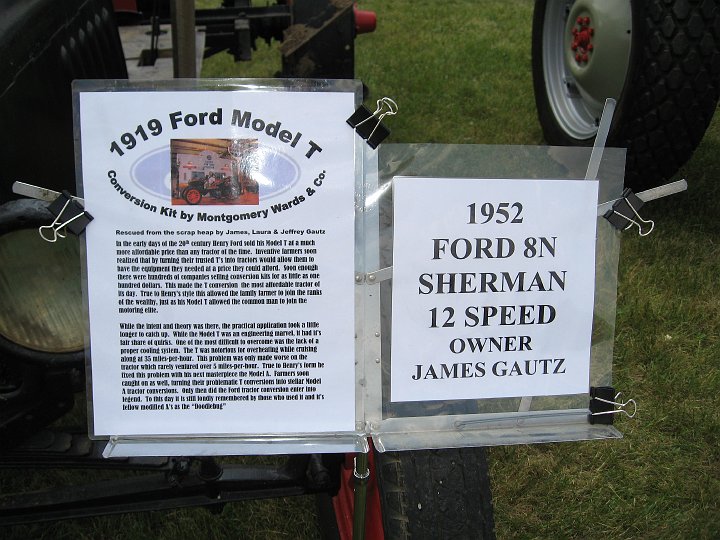 1919 Ford Model T
Conversion Kit by Montgomery Wards & Co.
Rescued from the scrap heap by James, Laura & Jeffrey Gautz
In the early days of the 20th century Henry Ford sold his Model T at a much
more affordable price than any tractor of the time. Inventive farmers soon
realized that by turning their trusted T's into tractors would allow them to
have the equipment they needed at a price they could afford. Soon enough
there were hundreds of companies selling conversion kits for as little as one
hundred dollars. This made the T conversion the most affordable tractor of
its day. True to Henry's style this allowed the family farmer to join the ranks
of the wealthy, just as his Model T allowed the common man to join the
motoring elite.
While the intent and theory was there, the practical application took a little
longer to catch up. While the Model T was an engineering marvel, it had it's
fair share of quirks. One of the most difficult to overcome was the lack of a
proper cooling system. The T was notorious for overheating while cruising
along at 35 miles-per-hour. This problem was only made worse on the
tractor which rarely ventured over 5 miles-per-hour. True to Henry's form he
fixed this problem with his next masterpiece the Model A. Farmers soon
caught on as well, turning their problematic T conversions into stellar Model
A tractor conversions. Only then did the Ford tractor conversion enter into
legend. To this day it is still fondly remembered by those who used it and it's
fellow modified A's as the "Doodlebug"
1952
FORD 8N
SHERMAN
12 SPEED
OWNER
JAMES GAUTZ